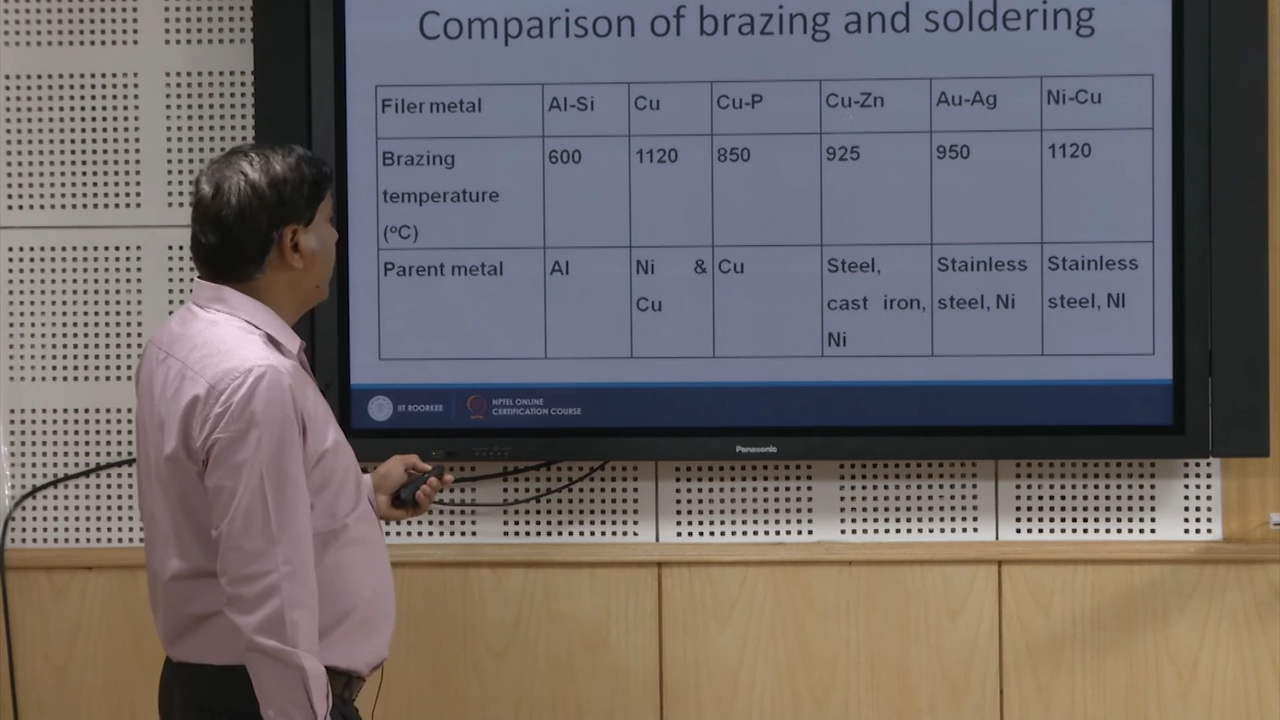 Comparison of brazing and soldering
Filer metal Al-Si Cu Cu-P Cu-Zn Au-Ag Ni-Cu
Brazing 600 1120 850 925 950 1120
temperature
(ºC)
Parent metal Al Ni & Cu Steel, Stainless Stainless
Cu cast iron, steel, Ni steel, NI
Ni
IIT ROORKEE
NPTEL ONLINE
CERTIFICATION COURSE
Panasonic